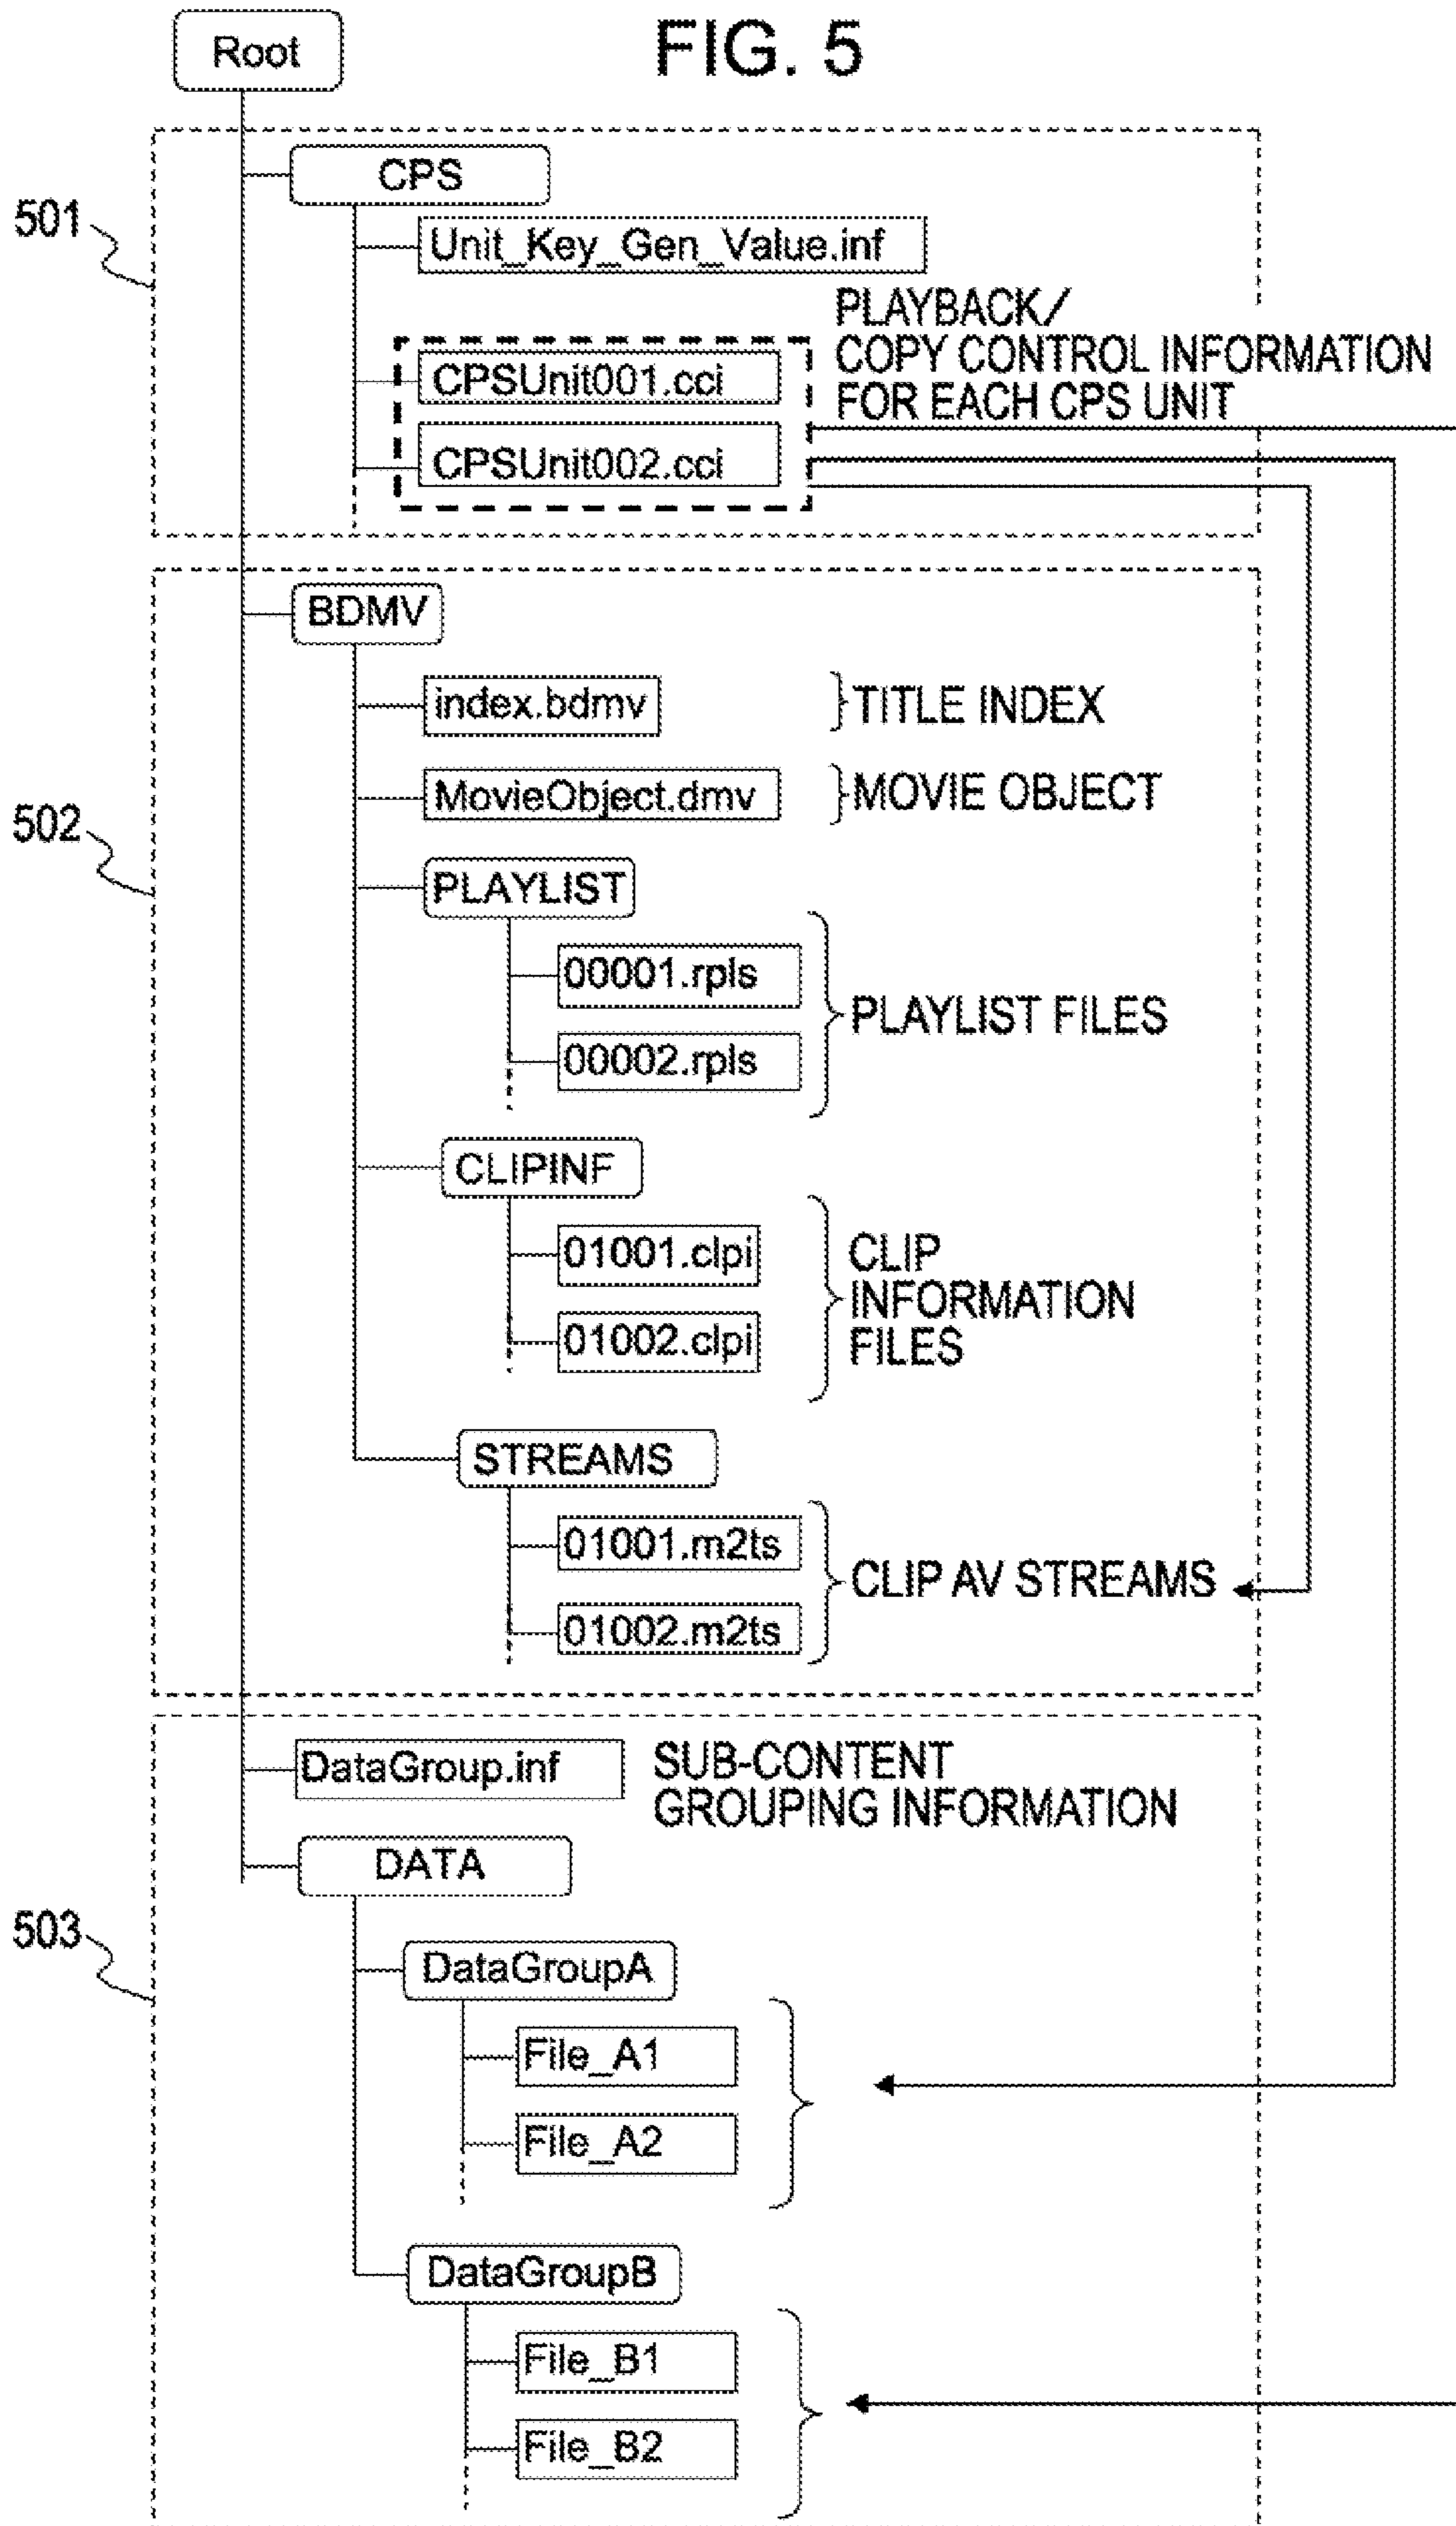 FIG. 5
Root
501
CPS
Unit_Key_Gen_Value.inf
PLAYBACK/
COPY CONTROL INFORMATION
FOR EACH CPS UNIT
CPSUnit001.cci
CPSUnit002.cci
502
BDMV
index.bdmv
TITLE INDEX
MovieObject.dmv
MOVIE OBJECT
PLAYLIST
00001.rpls
00002.rpls
PLAYLIST FILES
CLIPINF
01001.clpi
01002.clpi
CLIP
INFORMATION
FILES
STREAMS
01001.m2ts
01002.m2ts
CLIP AV STREAMS
503
DataGroup.inf
SUB-CONTENT
GROUPING INFORMATION
DATA
DataGroupA
File_A1
File_A2
DataGroupB
File_B1
File_B2